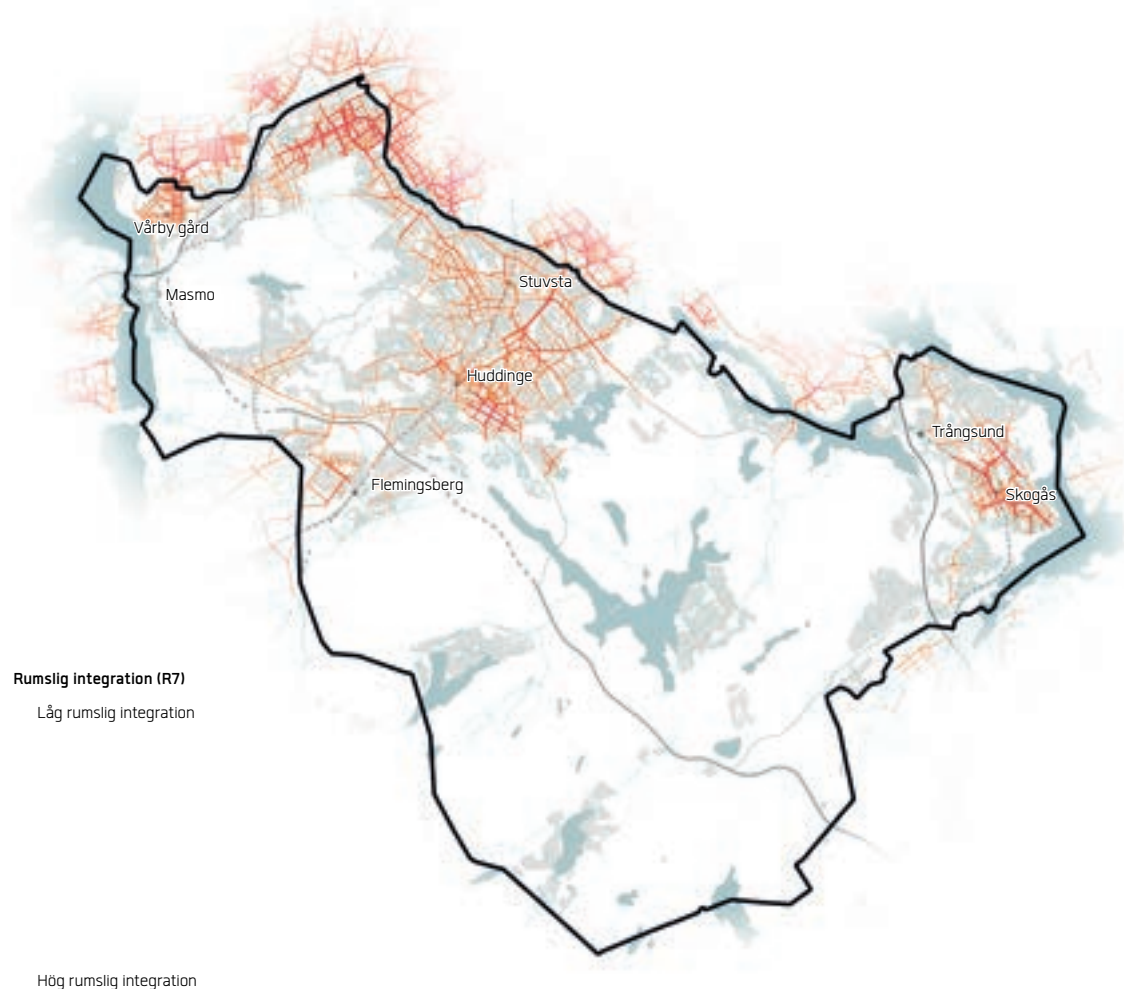 Vårby gård
Stuvsta
Masmo
Huddinge
Trångsund
Flemingsberg
Skogås
Rumslig integration (R7)
Låg rumslig integration
Hög rumslig integration